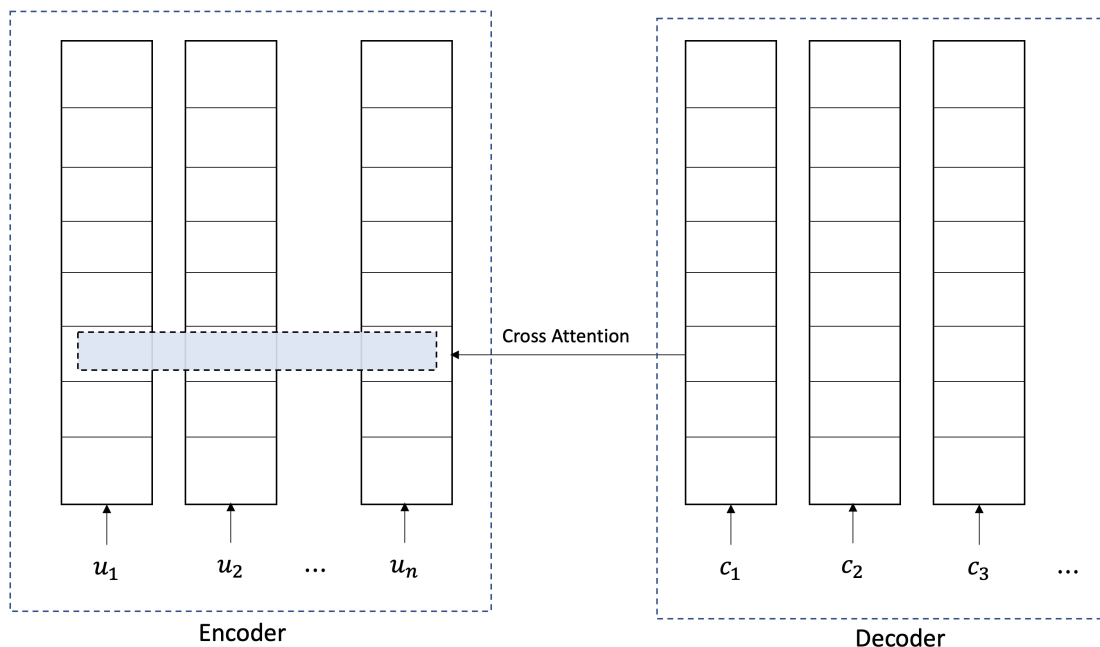 Cross Attention
u₁ u₂ ... uₙ
c₁ c₂ c₃ ...
Encoder
Decoder